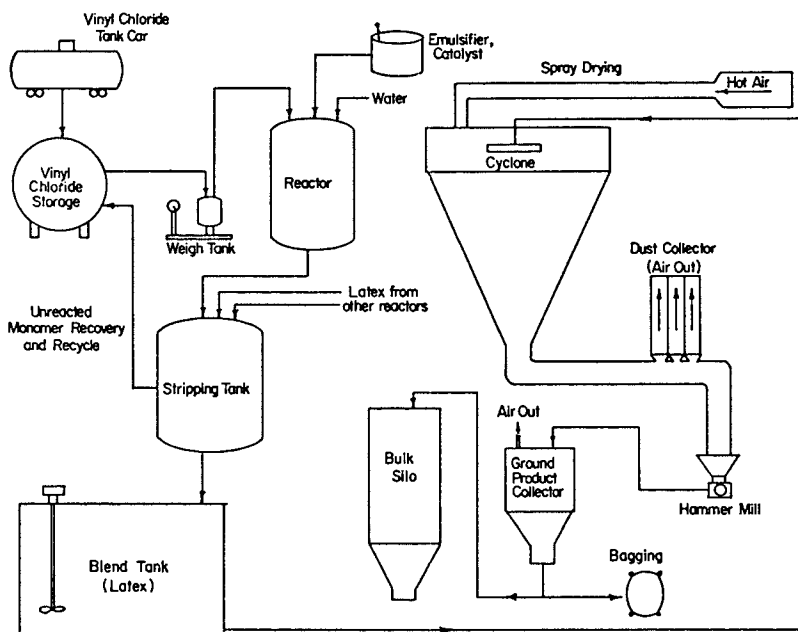 Vinyl Chloride
Tank Car
Emulsifier,
Catalyst
Spray Drying
Hot Air
Water
Cyclone
Vinyl
Chloride
Storage
Reactor
Weigh Tank
Dust Collector
(Air Out)
Latex from
other reactors
Unreacted
Monomer Recovery
and Recycle
Stripping Tank
Air Out
Bulk
Silo
Ground
Product
Collector
Hammer Mill
Bagging
Blend Tank
(Latex)